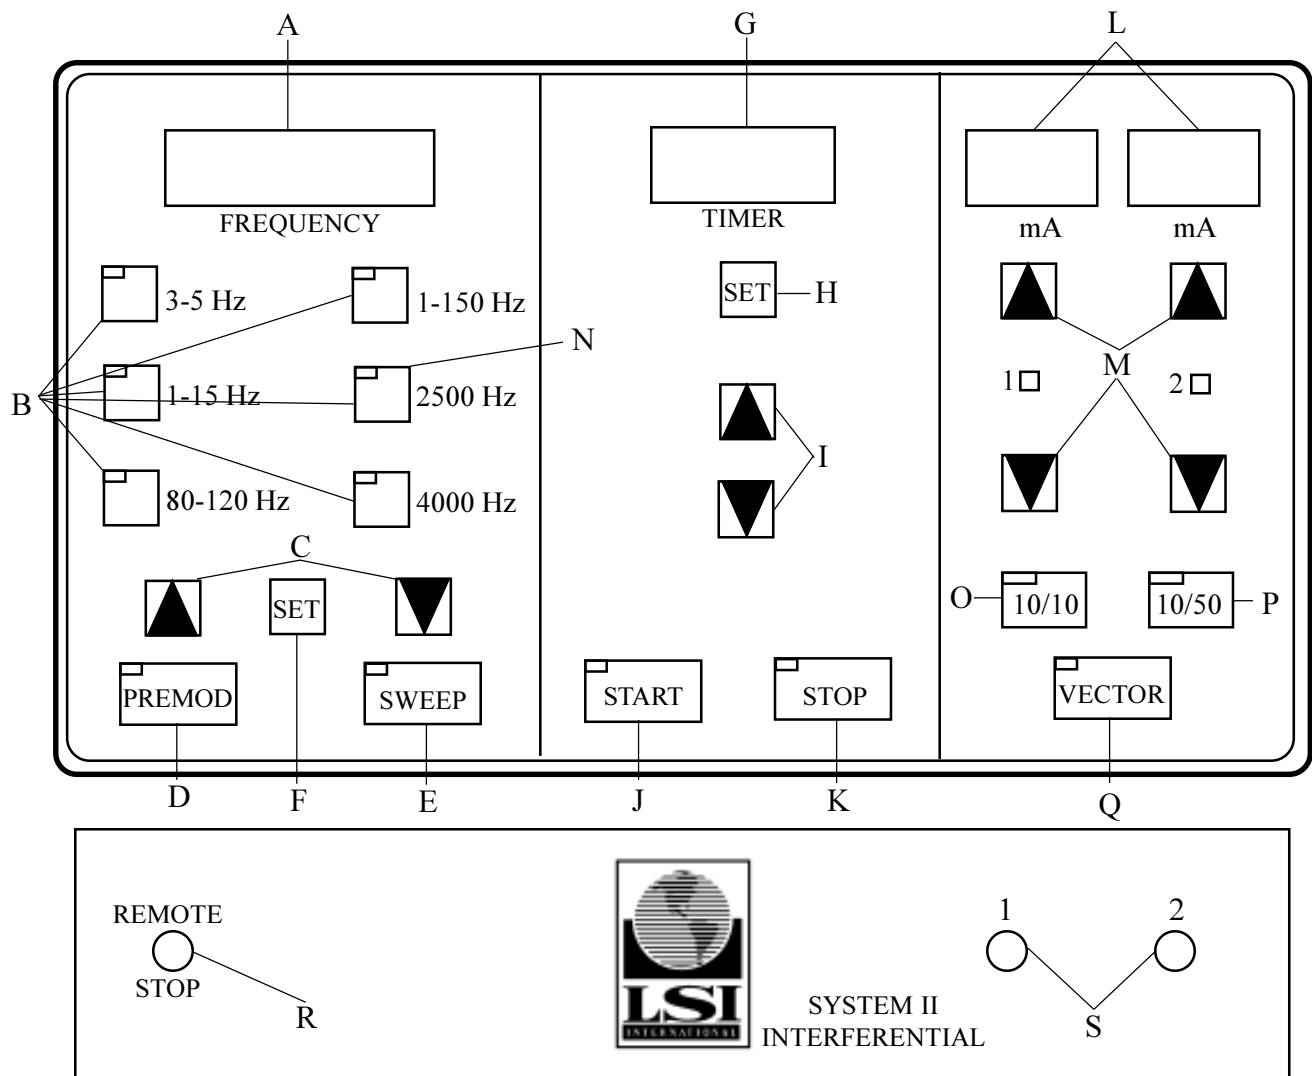 A
G
L
FREQUENCY
TIMER
mA
mA
3-5 Hz
1-150 Hz
SET
H
N
B
1-15 Hz
2500 Hz
1
M
2
I
80-120 Hz
4000 Hz
C
SET
O
10/10
10/50
P
PREMOD
SWEEP
START
STOP
VECTOR
D
F
E
J
K
Q
REMOTE
STOP
R
LSI
INTERNATIONAL
SYSTEM II
INTERFERENTIAL
1
2
S